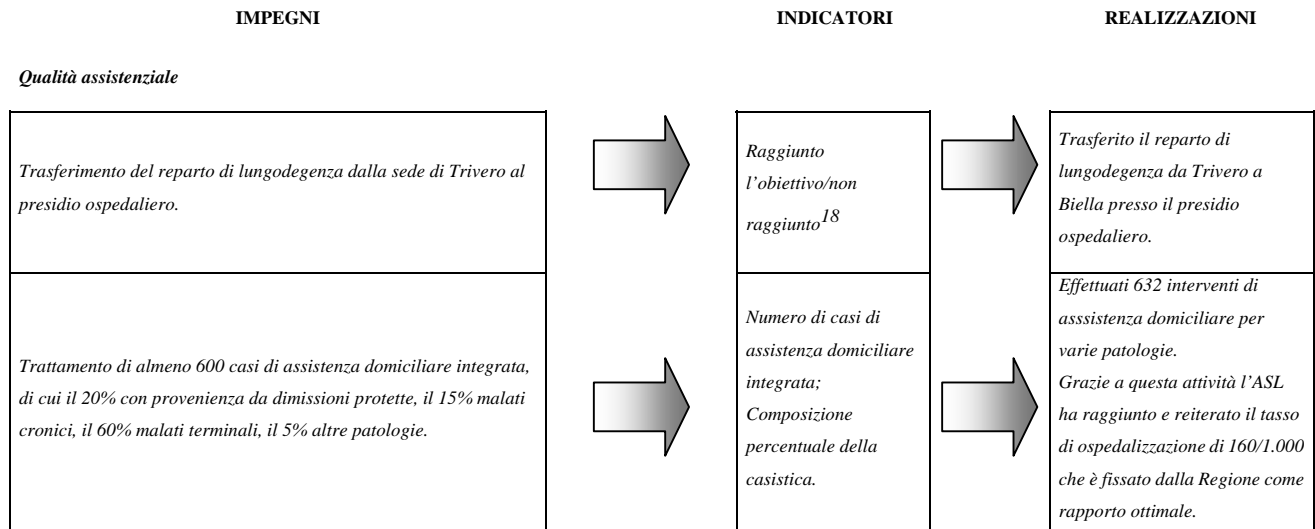 IMPEGNI
INDICATORI
REALIZZAZIONI
Qualità assistenziale
Trasferimento del reparto di lungodegenza dalla sede di Trivero al
presidio ospedaliero.
Raggiunto
l’obiettivo/non
raggiunto18
Trasferito il reparto di
lungodegenza da Trivero a
Biella presso il presidio
ospedaliero.
Trattamento di almeno 600 casi di assistenza domiciliare integrata,
di cui il 20% con provenienza da dimissioni protette, il 15% malati
cronici, il 60% malati terminali, il 5% altre patologie.
Numero di casi di
assistenza domiciliare
integrata;
Composizione
percentuale della
casistica.
Effettuati 632 interventi di
asssistenza domiciliare per
varie patologie.
Grazie a questa attività l’ASL
ha raggiunto e reiterato il tasso
di ospedalizzazione di 160/1.000
che è fissato dalla Regione come
rapporto ottimale.